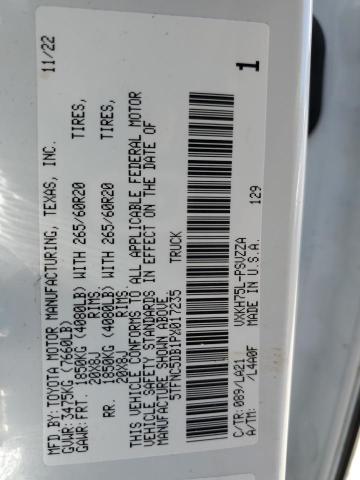 MFD.BY: TOYOTA MOTOR MANUFACTURING, TEXAS, INC. 11/22
GVWR: 3475KG (7660LB)
GAWR: FRT. 1850KG (4080LB) WITH 265/60R20 TIRES,
20X8J RIMS
RR. 1850KG (4080LB) WITH 265/60R20 TIRES,
20X8J RIMS.
THIS VEHICLE CONFORMS TO ALL APPLICABLE FEDERAL MOTOR
VEHICLE SAFETY STANDARDS IN EFFECT ON THE DATE OF
MANUFACTURE SHOWN ABOVE.
5TFNC5DB1PX017235 TRUCK
1
VXKH75L-PSVZZA 129
C/TR: 089/LA21 MADE IN U.S.A.
A/TM: /L4A0F